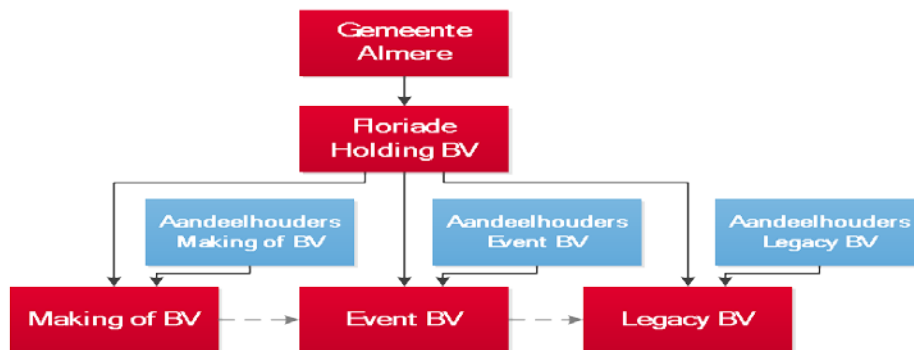 Gemeente
Almere
Floriade
Holding BV
Aandeelhouders
Making of BV
Aandeelhouders
Event BV
Aandeelhouders
Legacy BV
Making of BV
Event BV
Legacy BV